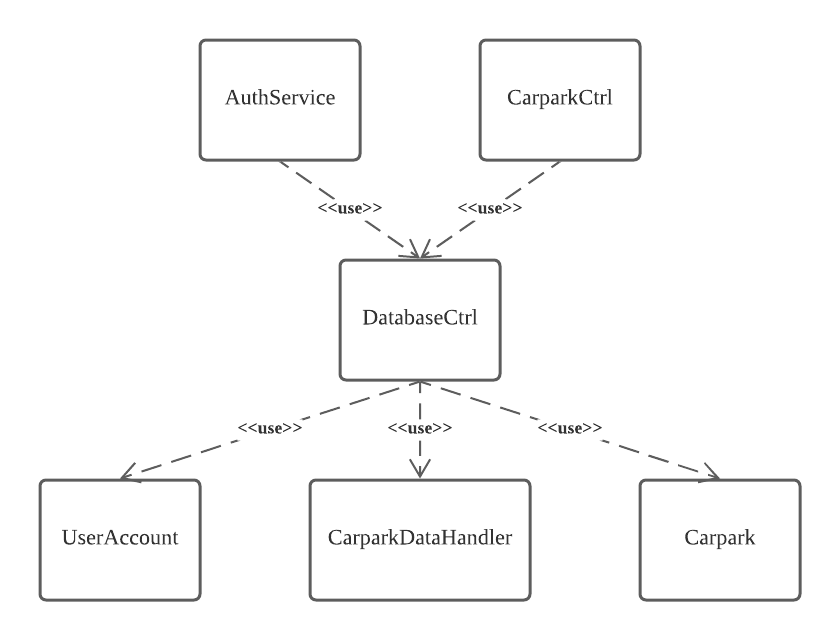 AuthService
CarparkCtrl
<<use>>
<<use>>
DatabaseCtrl
<<use>>
<<use>>
<<use>>
UserAccount
CarparkDataHandler
Carpark